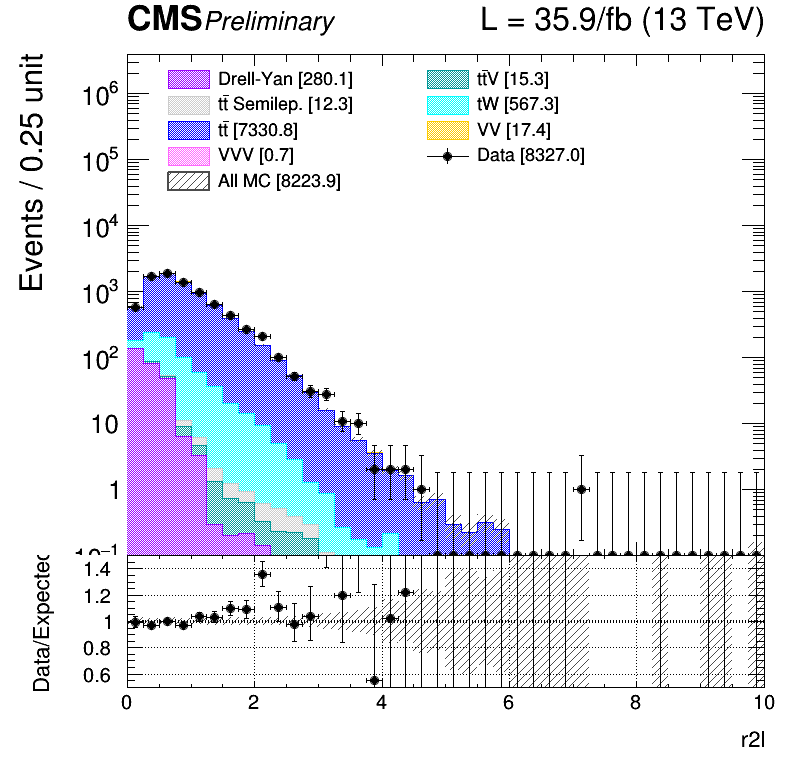 CMS Preliminary L = 35.9/fb (13 TeV)
Events / 0.25 unit
Drell-Yan [280.1]
tt̄ Semilep. [12.3]
tt̄ [7330.8]
VVV [0.7]
All MC [8223.9]
tt̄V [15.3]
tW [567.3]
VV [17.4]
Data [8327.0]
10⁶
10⁵
10⁴
10³
10²
10
1
10⁻¹
Data/Expected
1.4
1.2
1
0.8
0.6
0 2 4 6 8 10
r2l